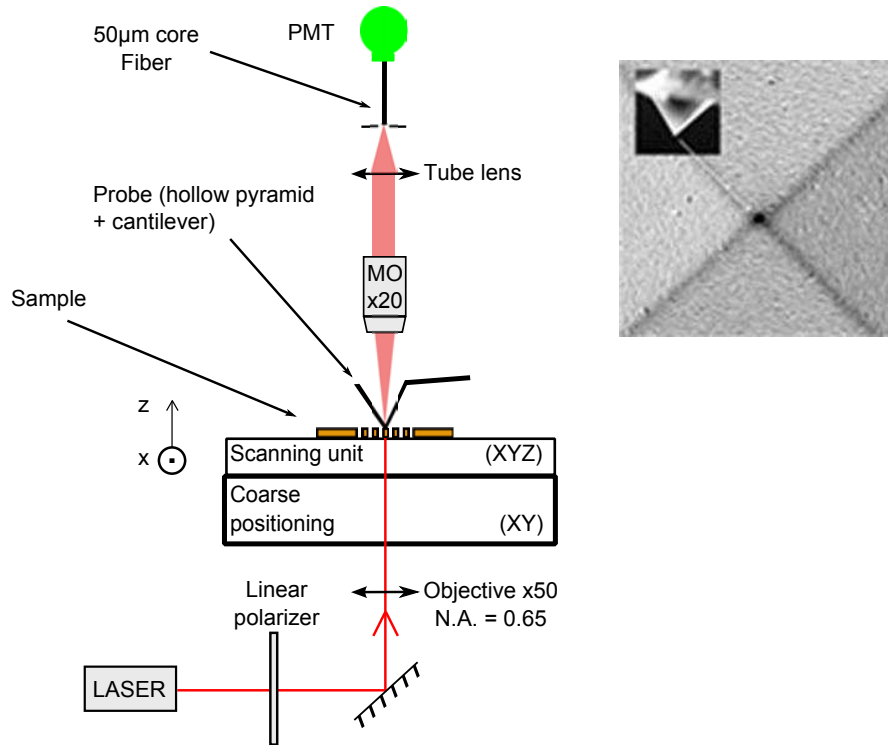 50µm core
Fiber
PMT
Tube lens
Probe (hollow pyramid
+ cantilever)
MO
x20
Sample
z
x
Scanning unit (XYZ)
Coarse
positioning (XY)
Linear
polarizer
Objective x50
N.A. = 0.65
LASER